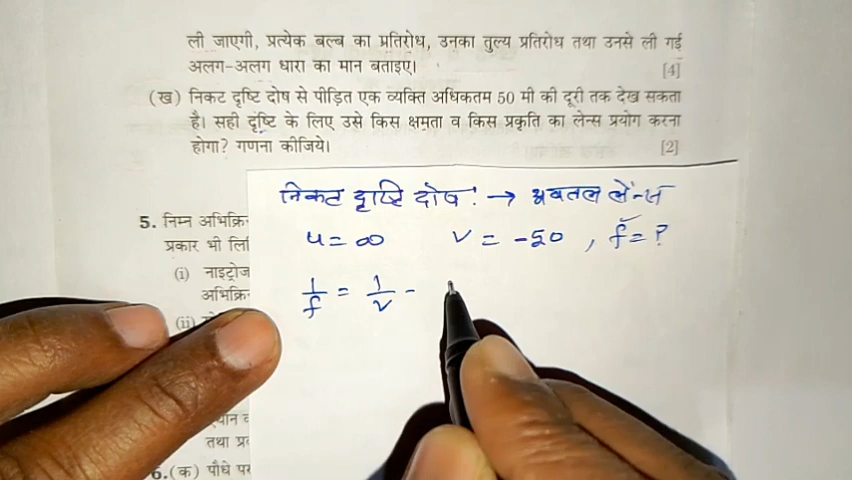 ली जाएगी, प्रत्येक बल्ब का प्रतिरोध, उनका तुल्य प्रतिरोध तथा उनसे ली गई
अलग-अलग धारा का मान बताइए। [4]
(ख) निकट दृष्टि दोष से पीड़ित एक व्यक्ति अधिकतम 50 मी की दूरी तक देख सकता
है। सही दृष्टि के लिए उसे किस क्षमता व किस प्रकृति का लेन्स प्रयोग करना
होगा? गणना कीजिये। [2]
निकट दृष्टि दोष: → अवतल लेन्स
5. निम्न अभिक्रि
u = ∞ v = -50 , f = ?
प्रकार भी लि
(i) नाइट्रोज
अभिक्रि
1/f = 1/v -
(ii)
तथा प्र
6. (क) पौधे पर